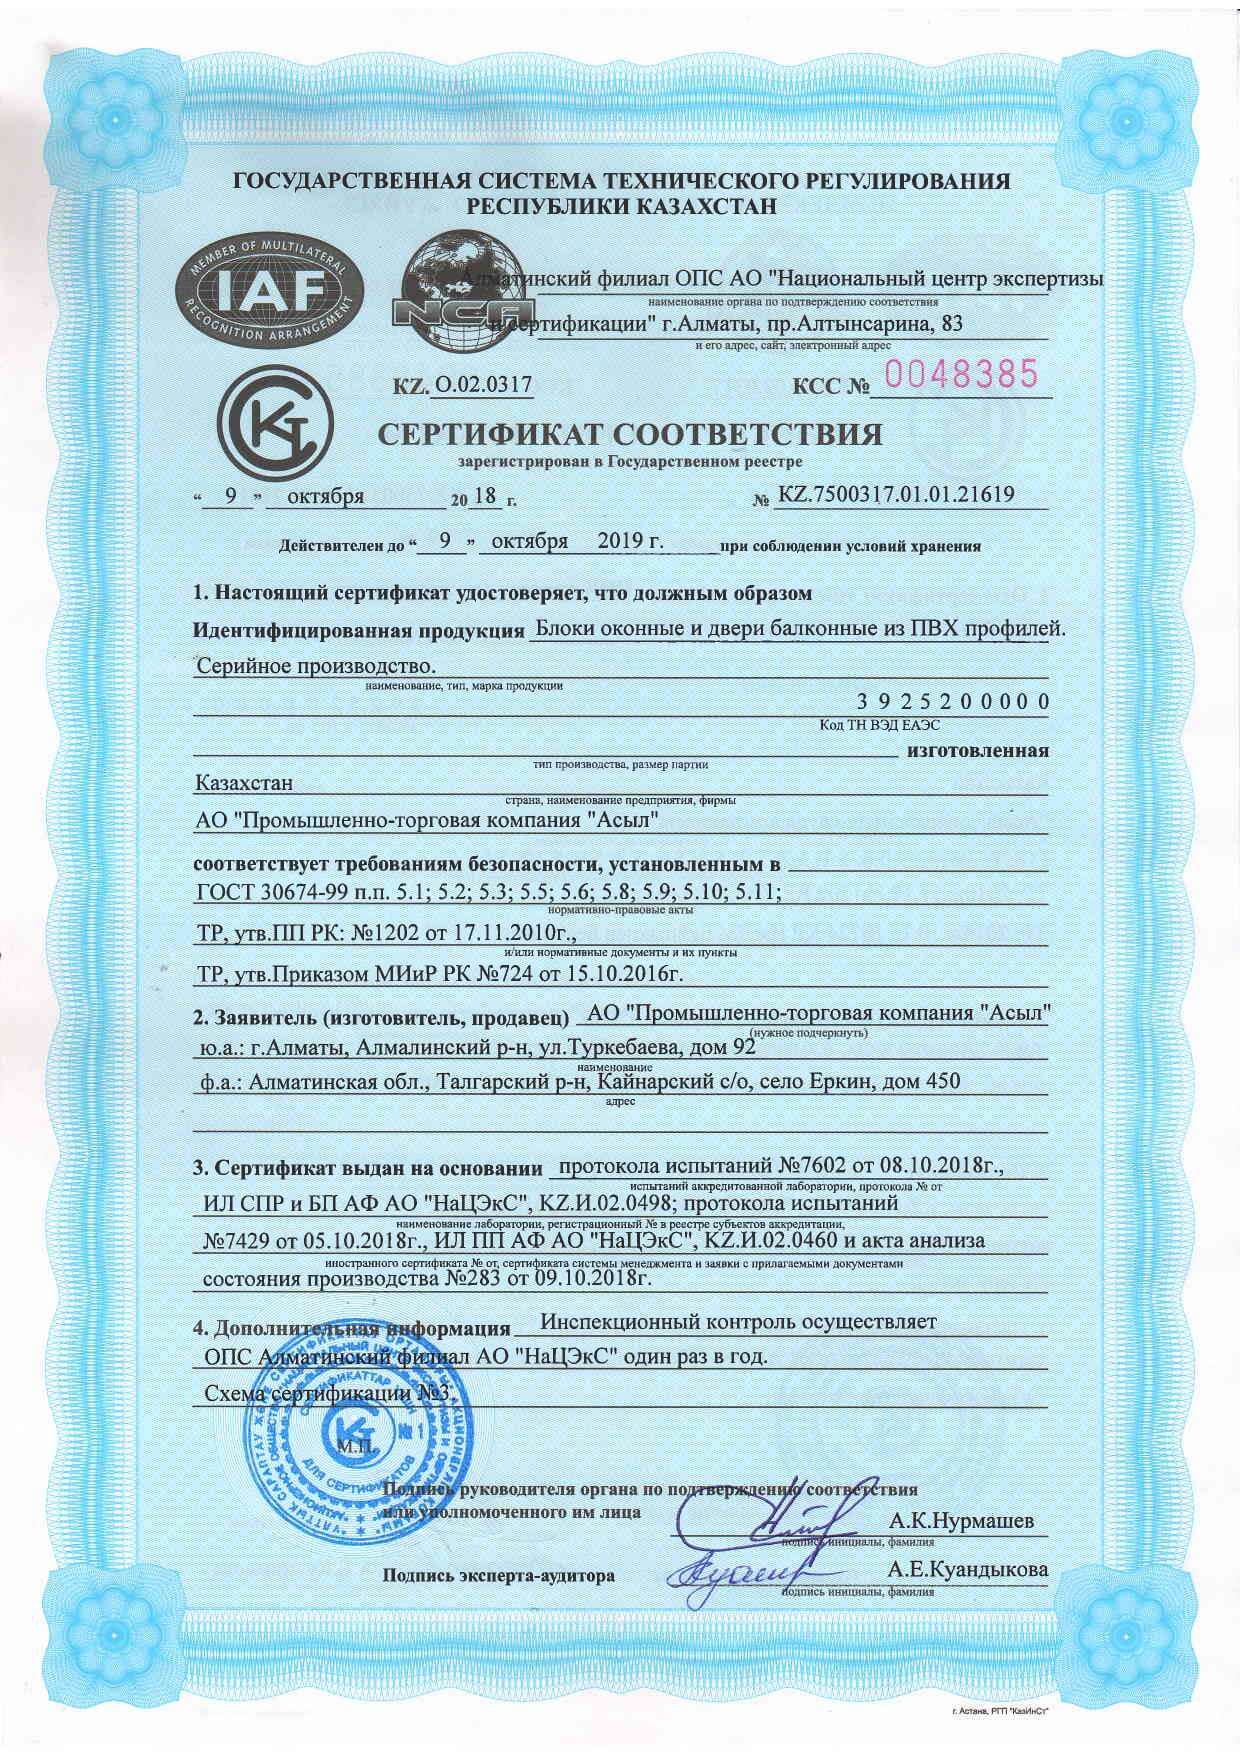 ГОСУДАРСТВЕННАЯ СИСТЕМА ТЕХНИЧЕСКОГО РЕГУЛИРОВАНИЯ
РЕСПУБЛИКИ КАЗАХСТАН
MEMBER OF MULTILATERAL
IAF
RECOGNITION ARRANGEMENT
NCA
Алматинский филиал ОПС АО "Национальный центр экспертизы
наименование органа по подтверждению соответствия
и сертификации" г.Алматы, пр.Алтынсарина, 83
и его адрес, сайт, электронный адрес
KZ. О.02.0317
КСС № 0048385
СЕРТИФИКАТ СООТВЕТСТВИЯ
зарегистрирован в Государственном реестре
“ 9 ” октября 20 18 г.
№ KZ.7500317.01.01.21619
Действителен до “ 9 ” октября 2019 г. при соблюдении условий хранения
1. Настоящий сертификат удостоверяет, что должным образом
Идентифицированная продукция Блоки оконные и двери балконные из ПВХ профилей.
Серийное производство.
наименование, тип, марка продукции
3 9 2 5 2 0 0 0 0 0
Код ТН ВЭД ЕАЭС
изготовленная
тип производства, размер партии
Казахстан
страна, наименование предприятия, фирмы
АО "Промышленно-торговая компания "Асыл"
соответствует требованиям безопасности, установленным в
ГОСТ 30674-99 п.п. 5.1; 5.2; 5.3; 5.5; 5.6; 5.8; 5.9; 5.10; 5.11;
нормативно-правовые акты
ТР, утв.ПП РК: №1202 от 17.11.2010г.,
и/или нормативные документы и их пункты
ТР, утв.Приказом МИиР РК №724 от 15.10.2016г.
2. Заявитель (изготовитель, продавец) АО "Промышленно-торговая компания "Асыл"
(нужное подчеркнуть)
ю.а.: г.Алматы, Алмалинский р-н, ул.Туркебаева, дом 92
наименование
ф.а.: Алматинская обл., Талгарский р-н, Кайнарский с/о, село Еркин, дом 450
адрес
3. Сертификат выдан на основании протокола испытаний №7602 от 08.10.2018г.,
испытаний аккредитованной лаборатории, протокола № от
ИЛ СПР и БП АФ АО "НаЦЭкС", KZ.И.02.0498; протокола испытаний
наименование лаборатории, регистрационный № в реестре субъектов аккредитации,
№7429 от 05.10.2018г., ИЛ ПП АФ АО "НаЦЭкС", KZ.И.02.0460 и акта анализа
иностранного сертификата № от, сертификата системы менеджмента и заявки с прилагаемыми документами
состояния производства №283 от 09.10.2018г.
4. Дополнительная информация Инспекционный контроль осуществляет
ОПС Алматинский филиал АО "НаЦЭкС" один раз в год.
Схема сертификации №3
СЕРТИФИКАТТАР ҮШІН
№ 1
М.П.
ДЛЯ СЕРТИФИКАТОВ
Подпись руководителя органа по подтверждению соответствия
или уполномоченного им лица
А.К.Нурмашев
подпись инициалы, фамилия
Подпись эксперта-аудитора
А.Е.Куандыкова
подпись инициалы, фамилия
г. Астана, РГП "КазИнСт"